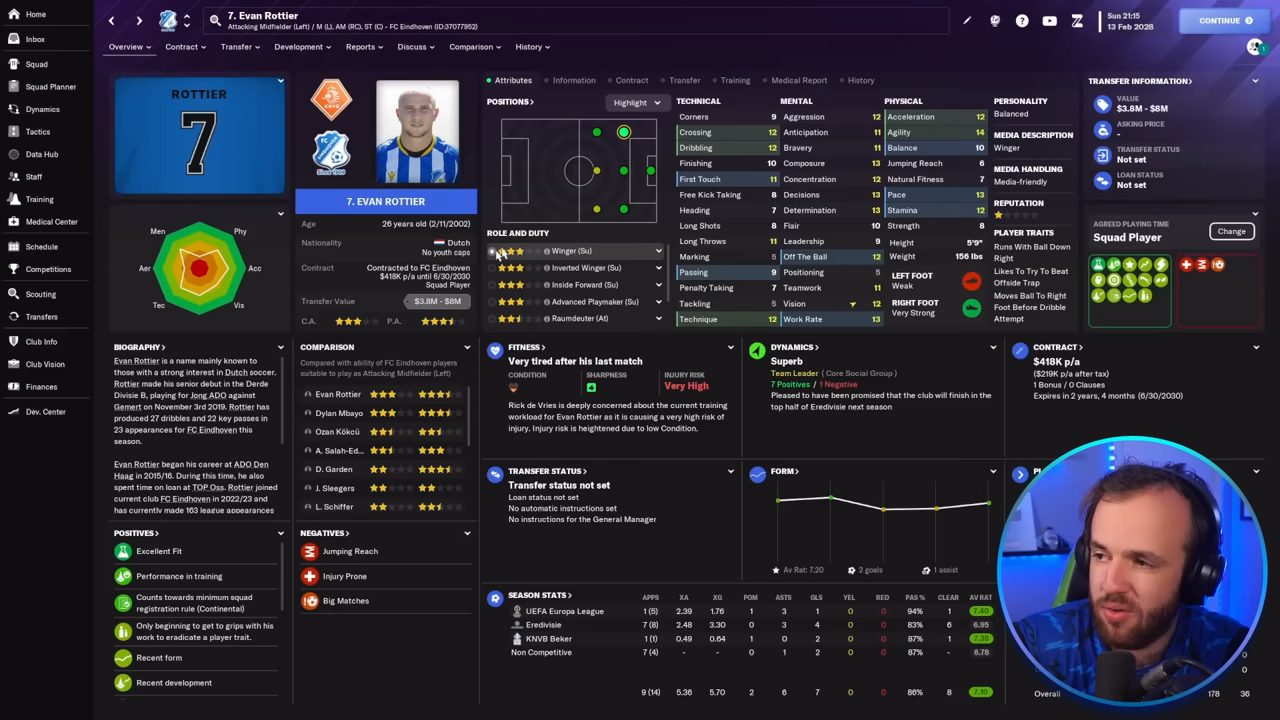 Home
Inbox
Squad
Squad Planner
Dynamics
Tactics
Data Hub
Staff
Training
Medical Center
Schedule
Competitions
Scouting
Transfers
Club Info
Club Vision
Finances
Dev. Center
7. Evan Rottier
Attacking Midfielder (Left) / M (L), AM (RC), ST (C) - FC Eindhoven (ID:37077952)
Sun 21:15
13 Feb 2028
CONTINUE
1
Overview
Contract
Transfer
Development
Reports
Discuss
Comparison
History
ROTTIER
7
KNVB
Since 1909
7. EVAN ROTTIER
Age
26 years old (2/11/2002)
Nationality
Dutch
No youth caps
Contract
Contracted to FC Eindhoven
$418K p/a until 6/30/2030
Squad Player
Transfer Value
$3.8M - $8M
C.A.
P.A.
Men
Phy
Aer
Acc
Tec
Vis
Attributes
Information
Contract
Transfer
Training
Medical Report
History
POSITIONS
Highlight
ROLE AND DUTY
Winger (Su)
Inverted Winger (Su)
Inside Forward (Su)
Advanced Playmaker (Su)
Raumdeuter (At)
TECHNICAL
Corners 9
Crossing 12
Dribbling 12
Finishing 10
First Touch 11
Free Kick Taking 8
Heading 7
Long Shots 8
Long Throws 11
Marking 5
Passing 9
Penalty Taking 7
Tackling 5
Technique 12
MENTAL
Aggression 12
Anticipation 11
Bravery 11
Composure 13
Concentration 12
Decisions 13
Determination 13
Flair 10
Leadership 9
Off The Ball 12
Positioning 5
Teamwork 11
Vision 12
Work Rate 13
PHYSICAL
Acceleration 12
Agility 14
Balance 10
Jumping Reach 6
Natural Fitness 7
Pace 13
Stamina 12
Strength 8
Height 5'9"
Weight 156 lbs
LEFT FOOT
Weak
RIGHT FOOT
Very Strong
PERSONALITY
Balanced
MEDIA DESCRIPTION
Winger
MEDIA HANDLING
Media-friendly
REPUTATION
PLAYER TRAITS
Runs With Ball Down
Right
Likes To Try To Beat
Offside Trap
Moves Ball To Right
Foot Before Dribble
Attempt
TRANSFER INFORMATION
VALUE
$3.8M - $8M
ASKING PRICE
-
TRANSFER STATUS
Not set
LOAN STATUS
Not set
AGREED PLAYING TIME
Squad Player
Change
BIOGRAPHY
Evan Rottier is a name mainly known to
those with a strong interest in Dutch soccer.
Rottier made his senior debut in the Derde
Divisie B, playing for Jong ADO against
Gemert on November 3rd 2019. Rottier has
produced 27 dribbles and 22 key passes in
23 appearances for FC Eindhoven this
season.
Evan Rottier began his career at ADO Den
Haag in 2015/16. During this time, he also
spent time on loan at TOP Oss. Rottier joined
current club FC Eindhoven in 2022/23 and
has currently made 163 league appearances
COMPARISON
Compared with ability of FC Eindhoven players
suitable to play as Attacking Midfielder (Left)
Evan Rottier
Dylan Mbayo
Ozan Kökcü
A. Salah-Ed...
D. Garden
J. Sleegers
L. Schiffer
POSITIVES
Excellent Fit
Performance in training
Counts towards minimum squad
registration rule (Continental)
Only beginning to get to grips with his
work to eradicate a player trait.
Recent form
Recent development
NEGATIVES
Jumping Reach
Injury Prone
Big Matches
FITNESS
Very tired after his last match
CONDITION
SHARPNESS
INJURY RISK
Very High
Rick de Vries is deeply concerned about the current training
workload for Evan Rottier as it is causing a very high risk of
injury. Injury risk is heightened due to low Condition.
DYNAMICS
Superb
Team Leader ( Core Social Group )
7 Positives / 1 Negative
Pleased to have been promised that the club will finish in the
top half of Eredivisie next season
CONTRACT
$418K p/a
($219K p/a after tax)
1 Bonus / 0 Clauses
Expires in 2 years, 4 months (6/30/2030)
TRANSFER STATUS
Transfer status not set
Loan status not set
No automatic instructions set
No instructions for the General Manager
FORM
Av Rat: 7.20
2 goals
1 assist
SEASON STATS
APPS XA XG POM ASTS GLS YEL RED PAS % CLEAR AV RAT
UEFA Europa League 1 (5) 2.39 1.76 1 3 1 0 0 94% 1 7.40
Eredivisie 7 (8) 2.48 3.30 0 3 4 0 0 83% 6 6.95
KNVB Beker 1 (1) 0.49 0.64 1 0 2 0 0 87% 1 7.35
Non Competitive 7 (4) - - 0 1 2 0 0 87% - 6.78
9 (14) 5.36 5.70 2 6 7 0 0 86% 8 7.10
Overall
178 36